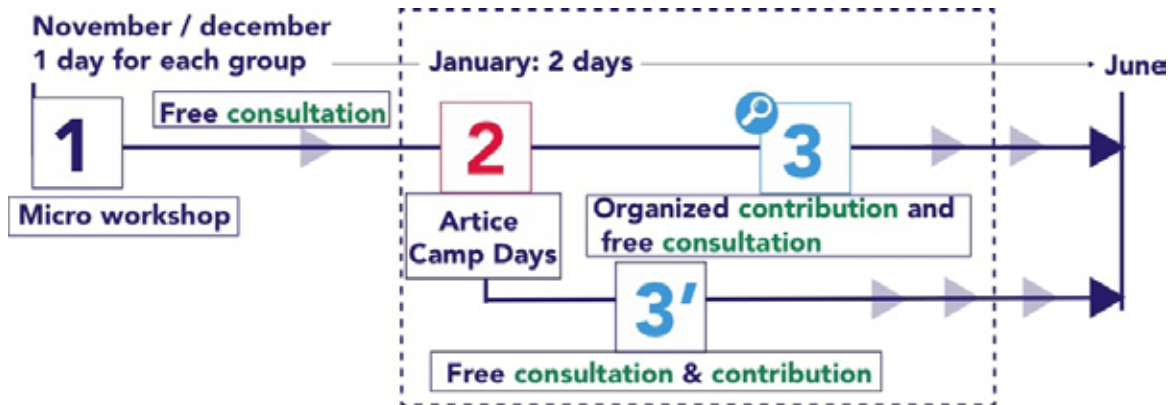 November / december
1 day for each group
January: 2 days
June
Free consultation
1
2
3
Micro workshop
Artice
Camp Days
Organized contribution and
free consultation
3′
Free consultation & contribution